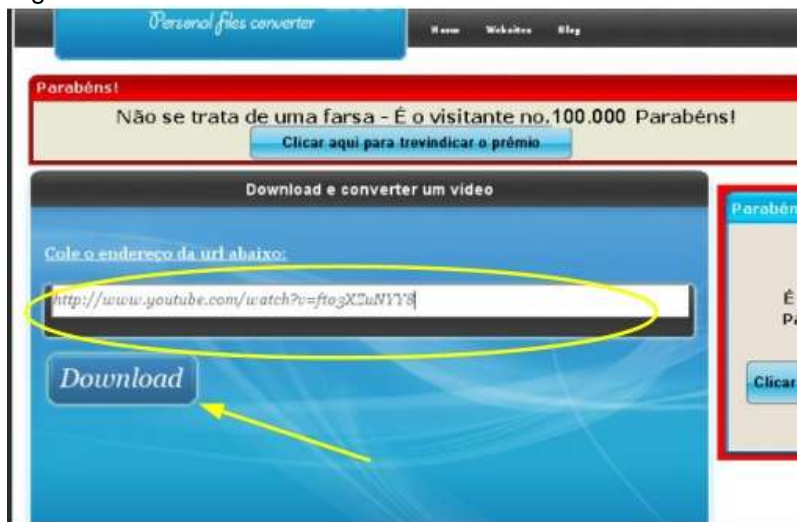 Personal files converter
Home Websites Blog
Parabéns!
Não se trata de uma farsa - É o visitante no.100.000 Parabéns!
Clicar aqui para trevindicar o prémio
Download e converter um video
Cole o endereço da url abaixo:
http://www.youtube.com/watch?v=fto3XZuNYY8
Download
Parabén
É
Pa
Clicar